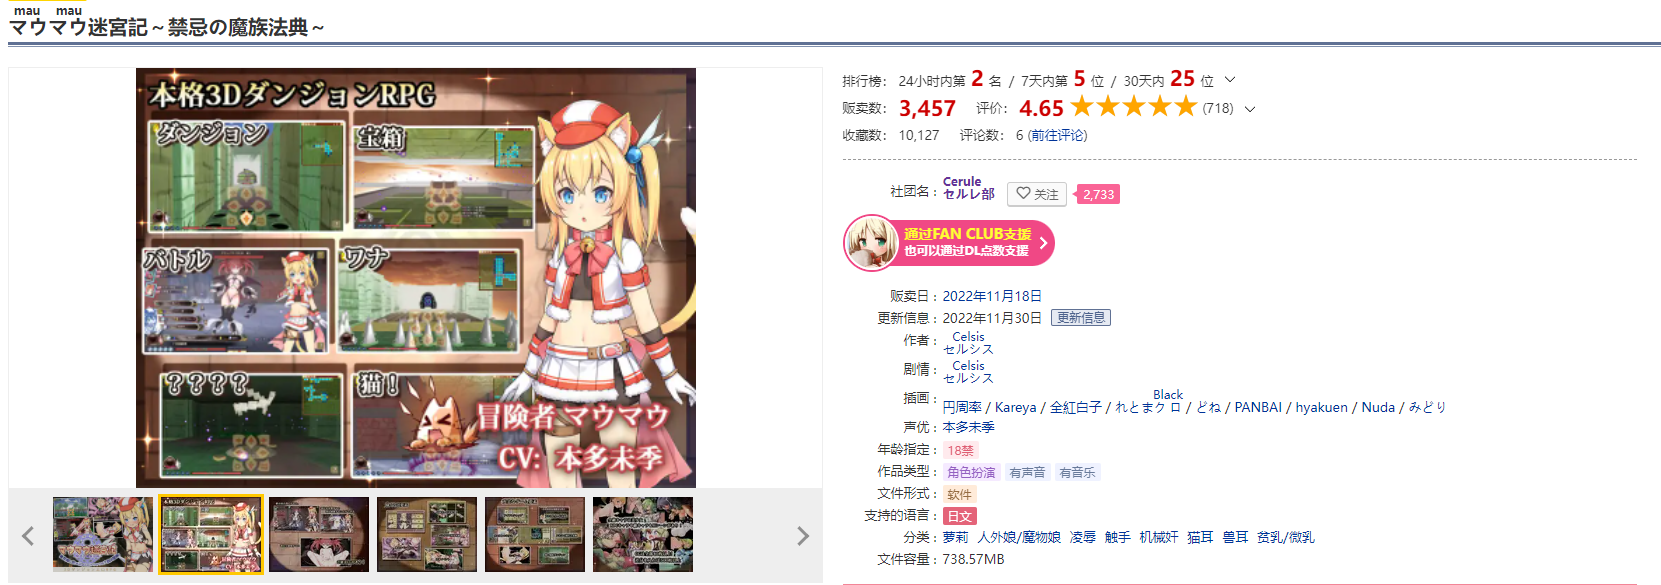 mau mau
マウマウ迷宮記～禁忌の魔族法典～
本格3DダンジョンRPG
ダンジョン
宝箱
バトル
ワナ
？？？？
猫！
冒険者 マウマウ
CV: 本多未季
排行榜： 24小时内第 2 名 / 7天内第 5 位 / 30天内 25 位
贩卖数： 3,457 评价： 4.65 ★★★★★ (718)
收藏数： 10,127 评论数： 6 (前往评论)
Cerule
社团名 : セルレ部 关注 2,733
通过FAN CLUB支援
也可以通过DL点数支援
贩卖日 : 2022年11月18日
更新信息 : 2022年11月30日 更新信息
Celsis
作者 : セルシス
Celsis
剧情 : セルシス
Black
插画 : 円周率 / Kareya / 全紅白子 / れとまクロ / どね / PANBAI / hyakuen / Nuda / みどり
声优 : 本多未季
年龄指定 : 18禁
作品类型 : 角色扮演 有声音 有音乐
文件形式 : 软件
支持的语言 : 日文
分类 : 萝莉 人外娘/魔物娘 凌辱 触手 机械奸 猫耳 兽耳 贫乳/微乳
文件容量 : 738.57MB